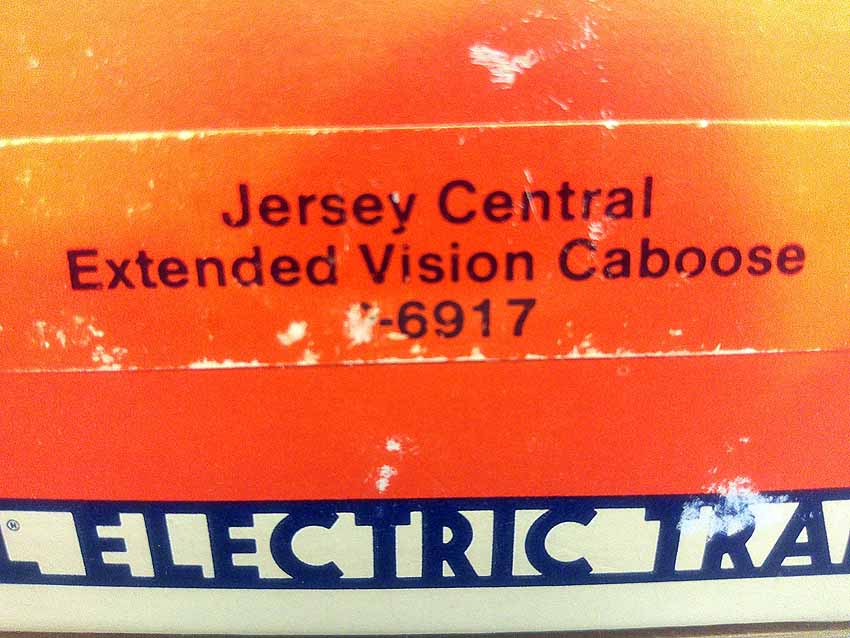 Jersey Central
Extended Vision Caboose
-6917
® ELECTRIC